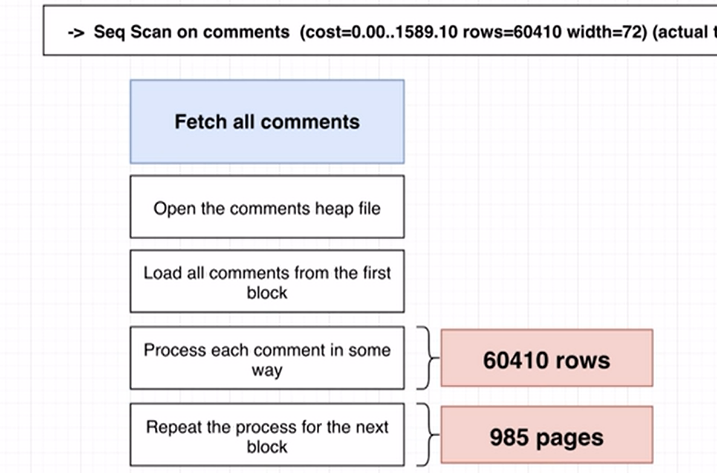 -> Seq Scan on comments (cost=0.00..1589.10 rows=60410 width=72) (actual
Fetch all comments
Open the comments heap file
Load all comments from the first
block
Process each comment in some
way
60410 rows
Repeat the process for the next
block
985 pages